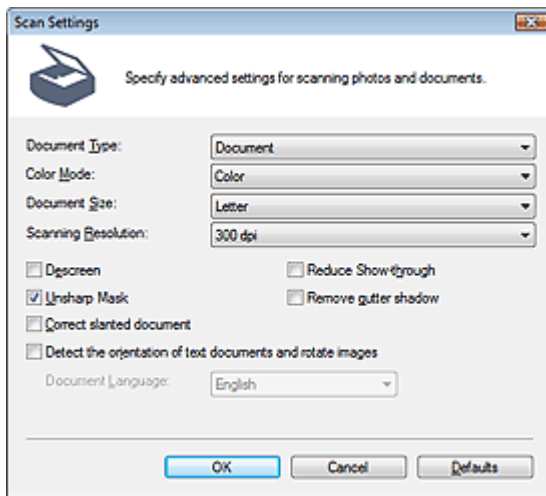 Scan Settings
Specify advanced settings for scanning photos and documents.
Document Type: Document
Color Mode: Color
Document Size: Letter
Scanning Resolution: 300 dpi
Descreen Reduce Show-through
Unsharp Mask Remove gutter shadow
Correct slanted document
Detect the orientation of text documents and rotate images
Document Language: English
OK Cancel Defaults